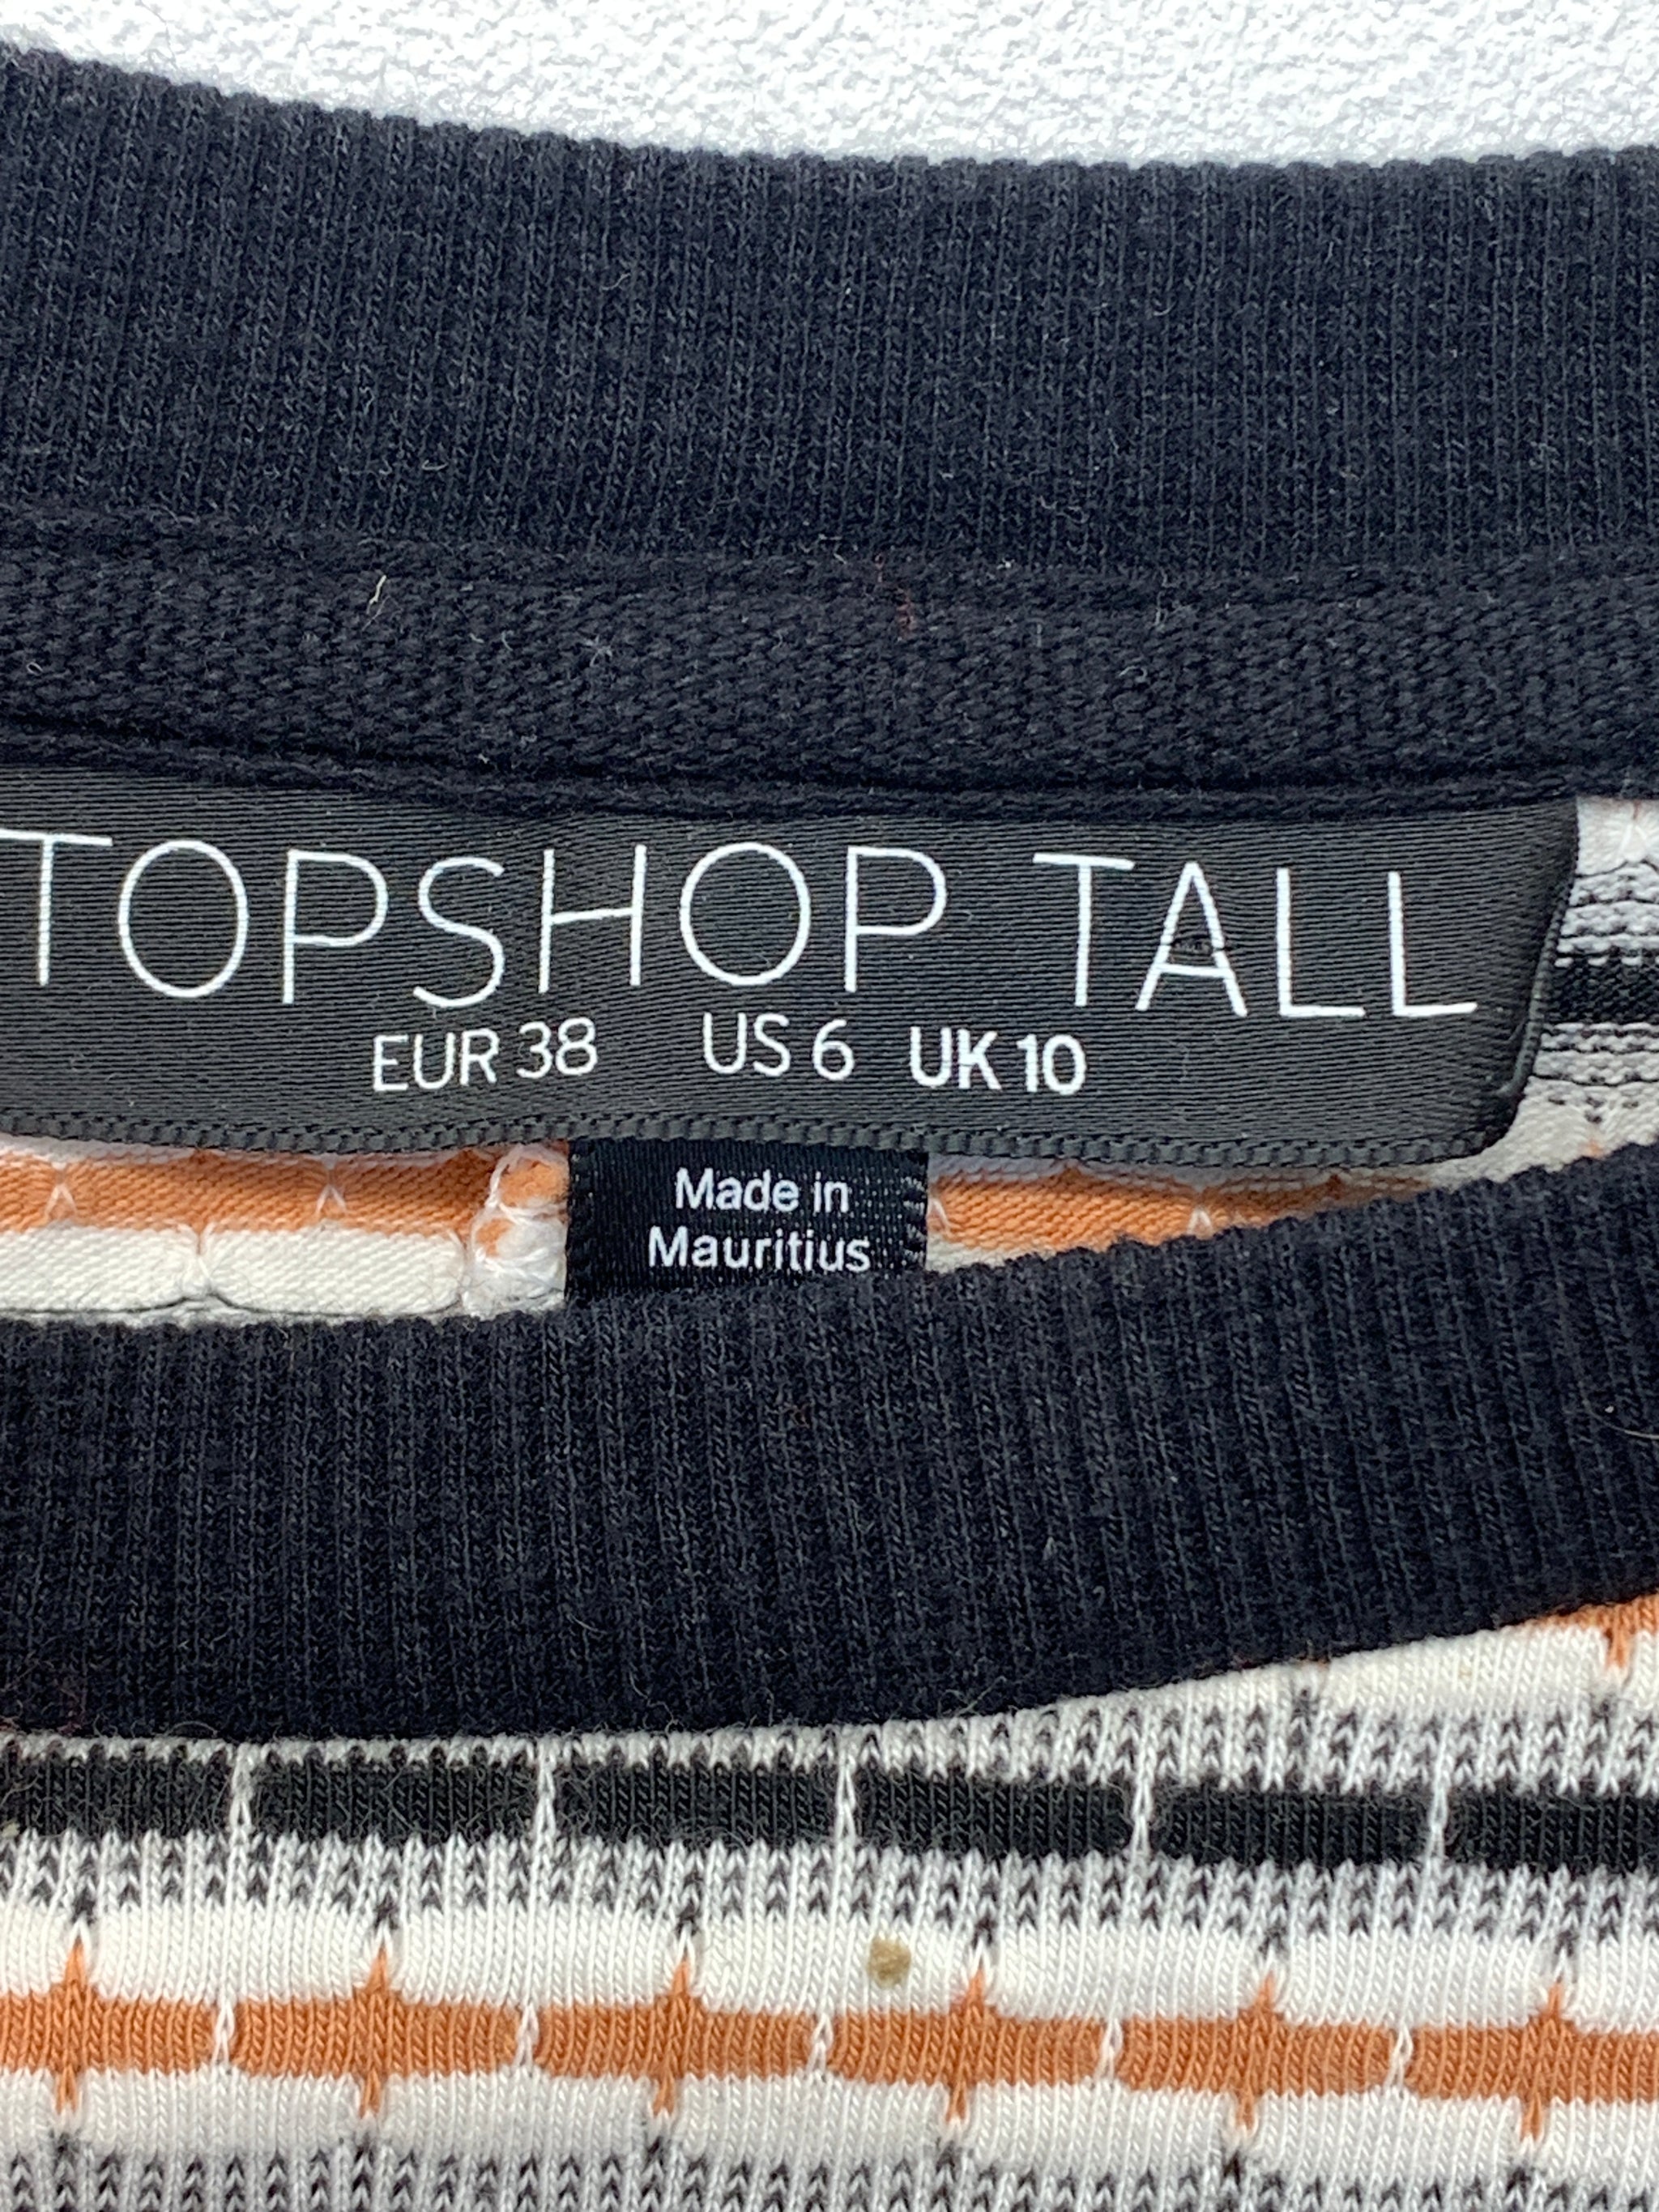 TOPSHOP TALL
EUR 38 US 6 UK 10
Made in
Mauritius